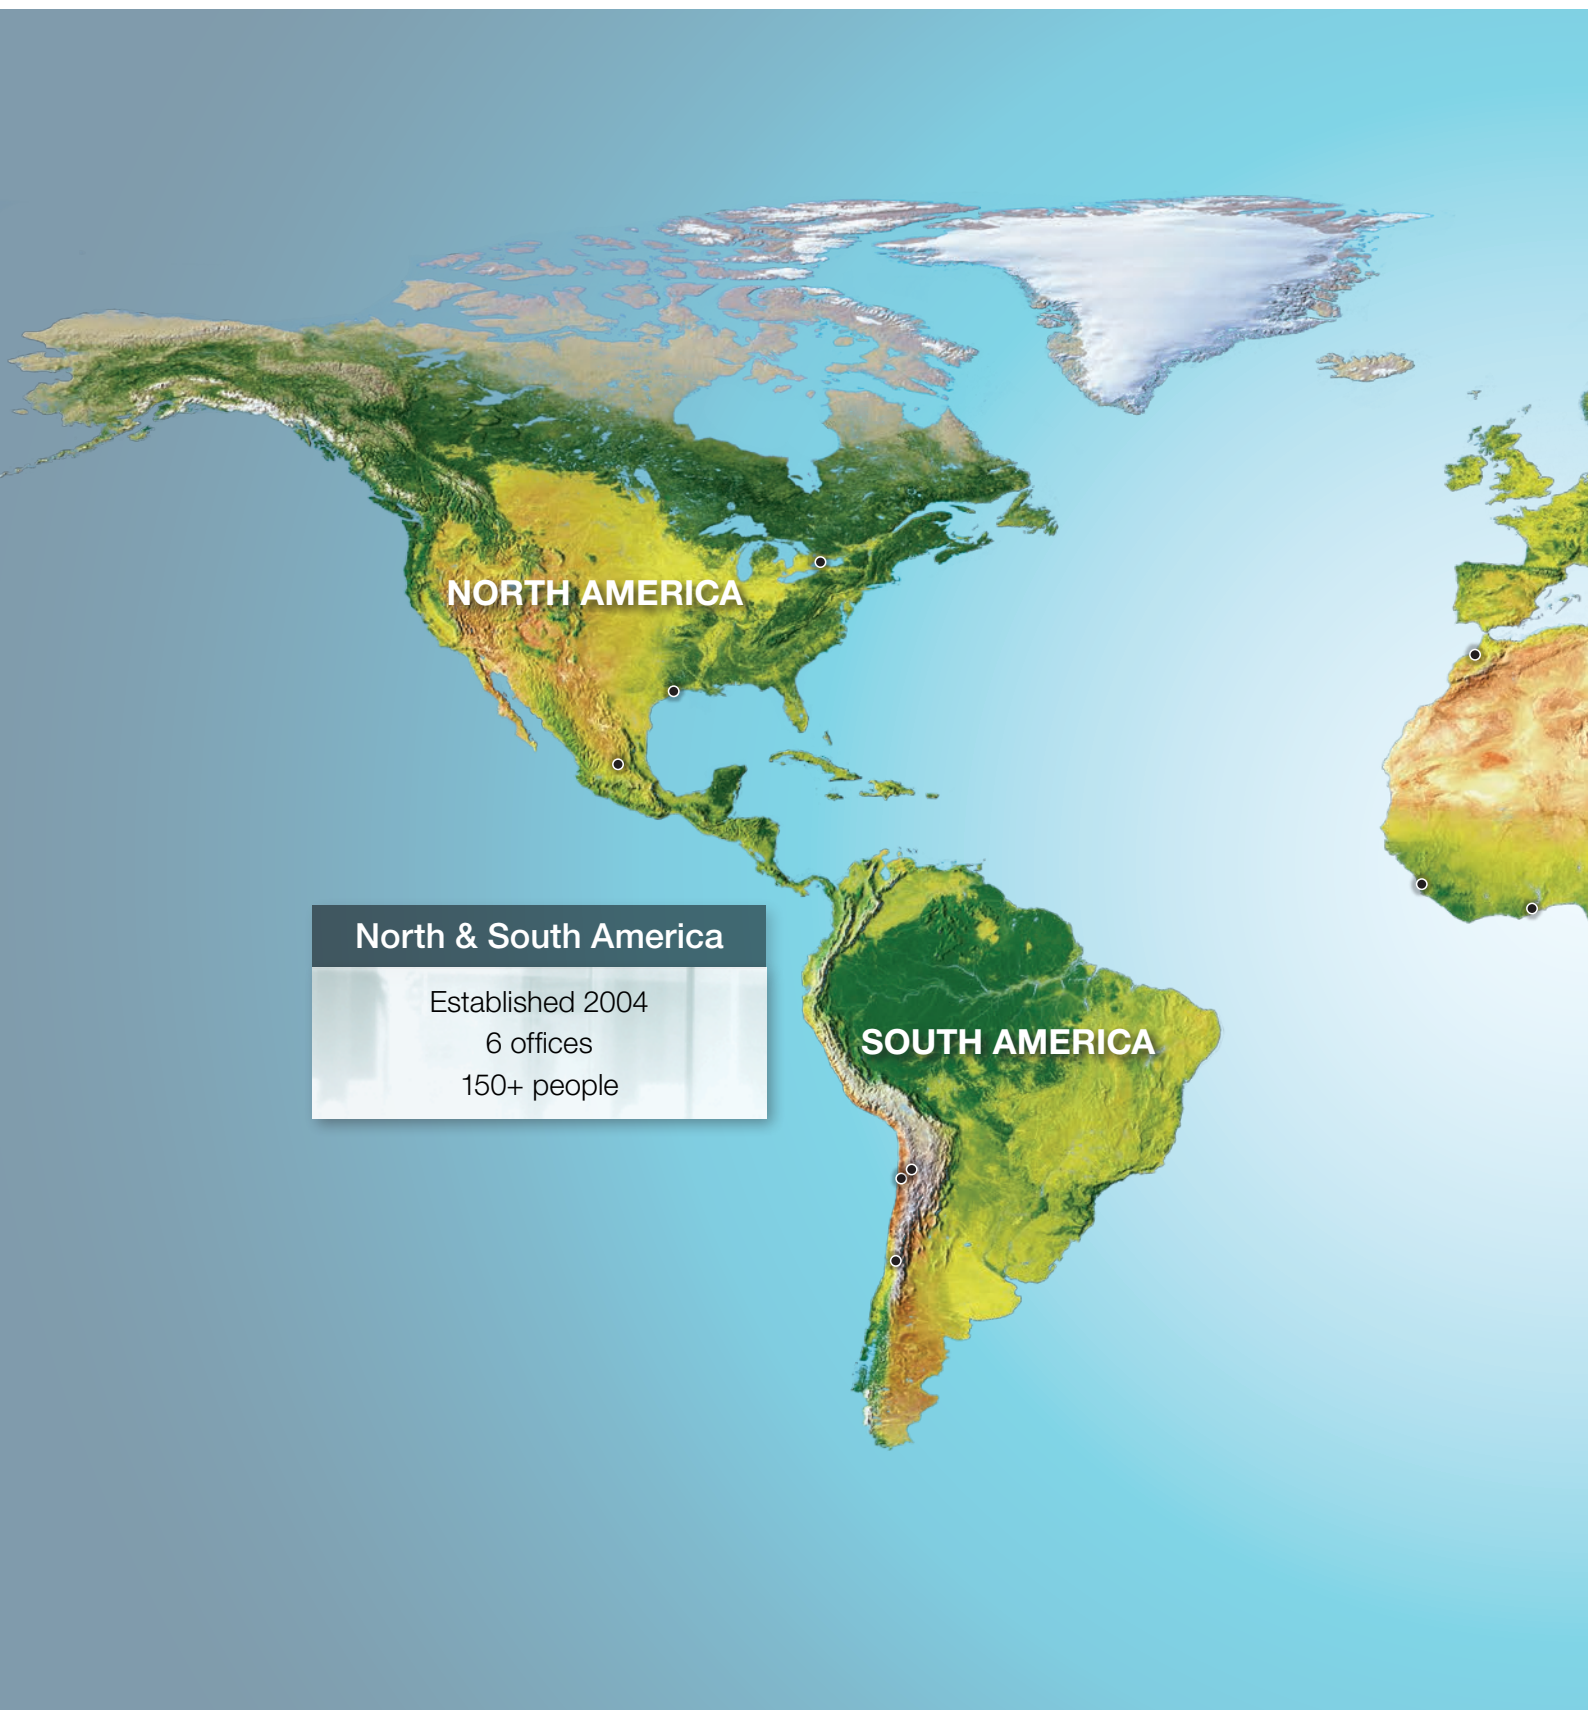 NORTH AMERICA
North & South America
Established 2004
6 offices
150+ people
SOUTH AMERICA